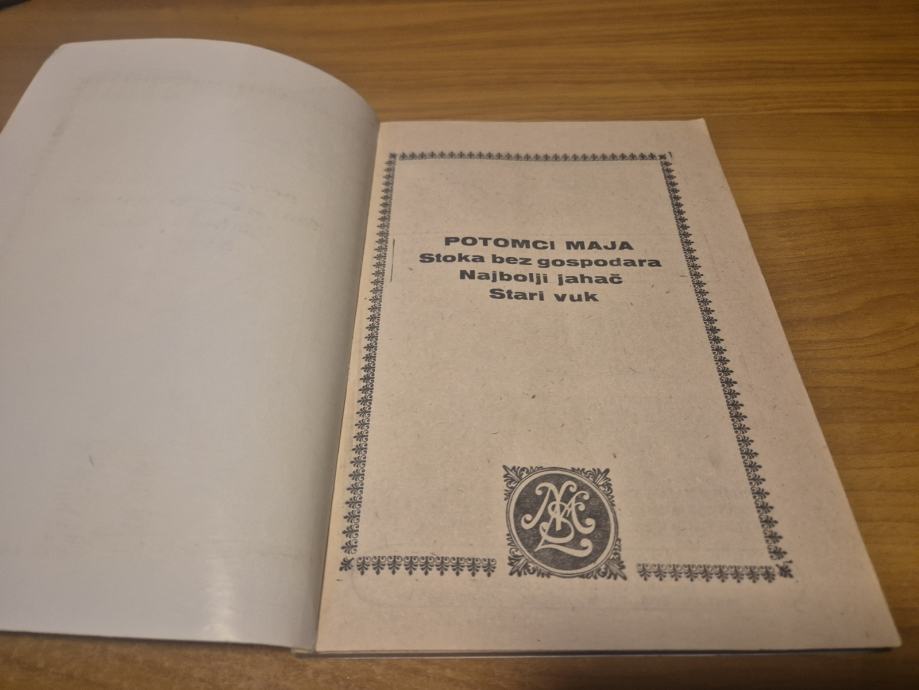 POTOMCI MAJA
Stoka bez gospodara
Najbolji jahač
Stari vuk